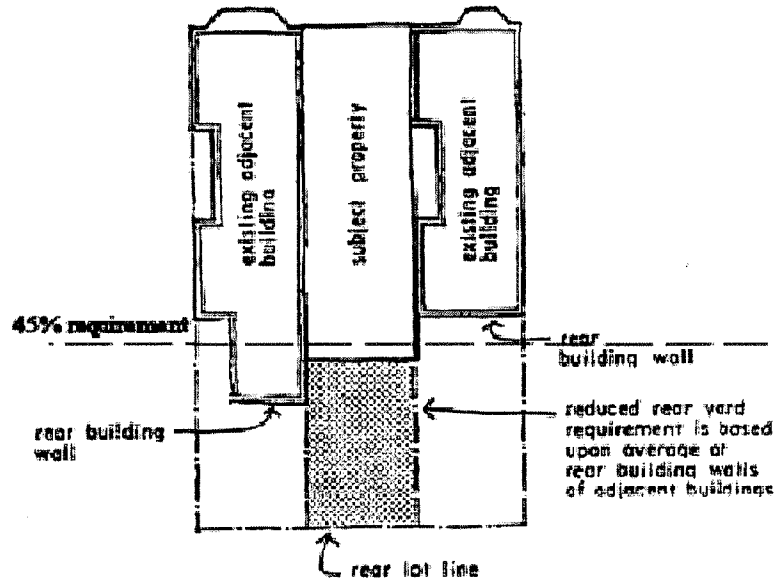 existing adjacent
building
subject property
existing adjacent
building
45% requirement
rear
building wall
rear building
wall
reduced rear yard
requirement is based
upon average of
rear building walls
of adjacent buildings
rear lot line